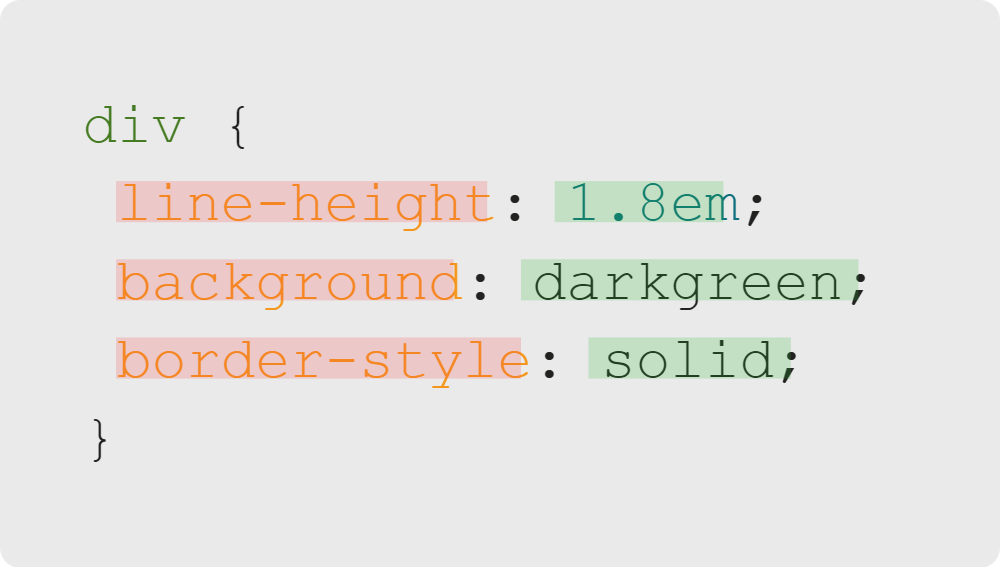 div {
line-height: 1.8em;
background: darkgreen;
border-style: solid;
}